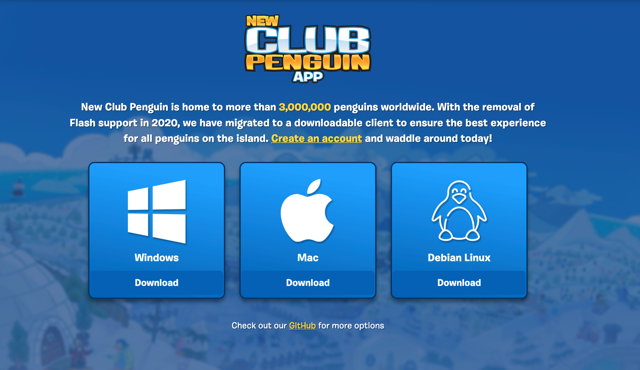 NEW
CLUB
PENGUIN
APP
New Club Penguin is home to more than 3,000,000 penguins worldwide. With the removal of
Flash support in 2020, we have migrated to a downloadable client to ensure the best experience
for all penguins on the island. Create an account and waddle around today!
Windows
Download
Mac
Download
Debian Linux
Download
Check out our GitHub for more options